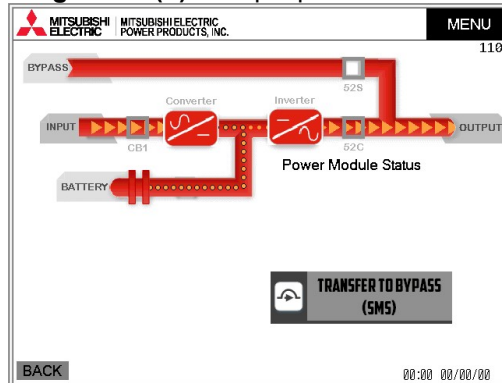 MITSUBISHI ELECTRIC
MITSUBISHI ELECTRIC POWER PRODUCTS, INC.
MENU
110
BYPASS
52S
Converter
Inverter
INPUT
OUTPUT
CB1
52C
Power Module Status
BATTERY
TRANSFER TO BYPASS
(SMS)
BACK
00:00 00/00/00